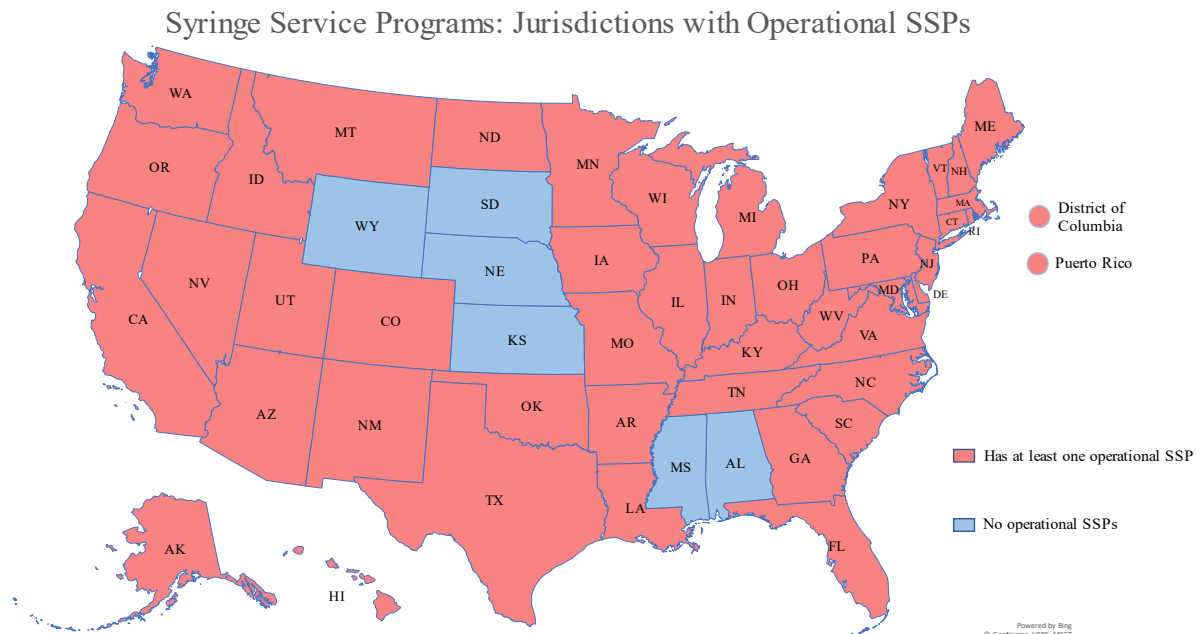 Syringe Service Programs: Jurisdictions with Operational SSPs
WA
MT
ND
MN
ME
OR
ID
WI
VT
NH
SD
MI
NY
MA
WY
CT
RI
District of
Columbia
NE
IA
PA
NJ
Puerto Rico
NV
UT
IL
IN
OH
MD
DE
CA
CO
KS
MO
WV
VA
KY
NC
TN
AZ
NM
OK
AR
SC
MS
AL
GA
Has at least one operational SSP
TX
LA
No operational SSPs
AK
FL
HI
Powered by Bing
© GeoNames, HERE, MSFT